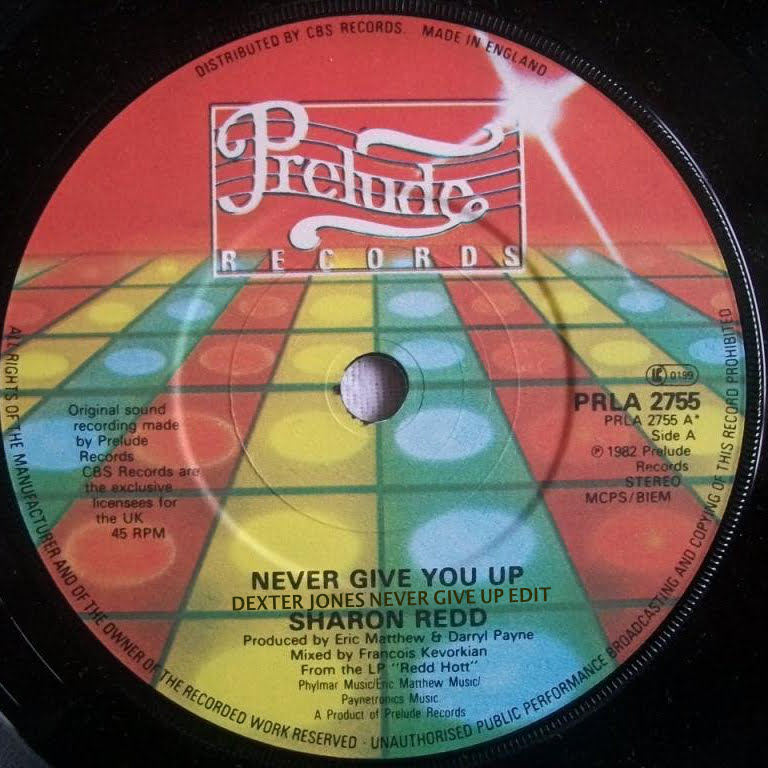 DISTRIBUTED BY CBS RECORDS. MADE IN ENGLAND
Prelude
RECORDS
LC 0199
PRLA 2755
PRLA 2755 A*
Side A
℗ 1982 Prelude
Records
STEREO
MCPS/BIEM
Original sound
recording made
by Prelude
Records
CBS Records are
the exclusive
licensees for
the UK
45 RPM
NEVER GIVE YOU UP
DEXTER JONES NEVER GIVE UP EDIT
SHARON REDD
Produced by Eric Matthew & Darryl Payne
Mixed by Francois Kevorkian
From the LP "Redd Hott"
Phylmar Music/Eric Matthew Music/
Paynetronics Music
A Product of Prelude Records
ALL RIGHTS OF THE MANUFACTURER AND OF THE OWNER OF THE RECORDED WORK RESERVED · UNAUTHORISED PUBLIC PERFORMANCE BROADCASTING AND COPYING OF THIS RECORD PROHIBITED